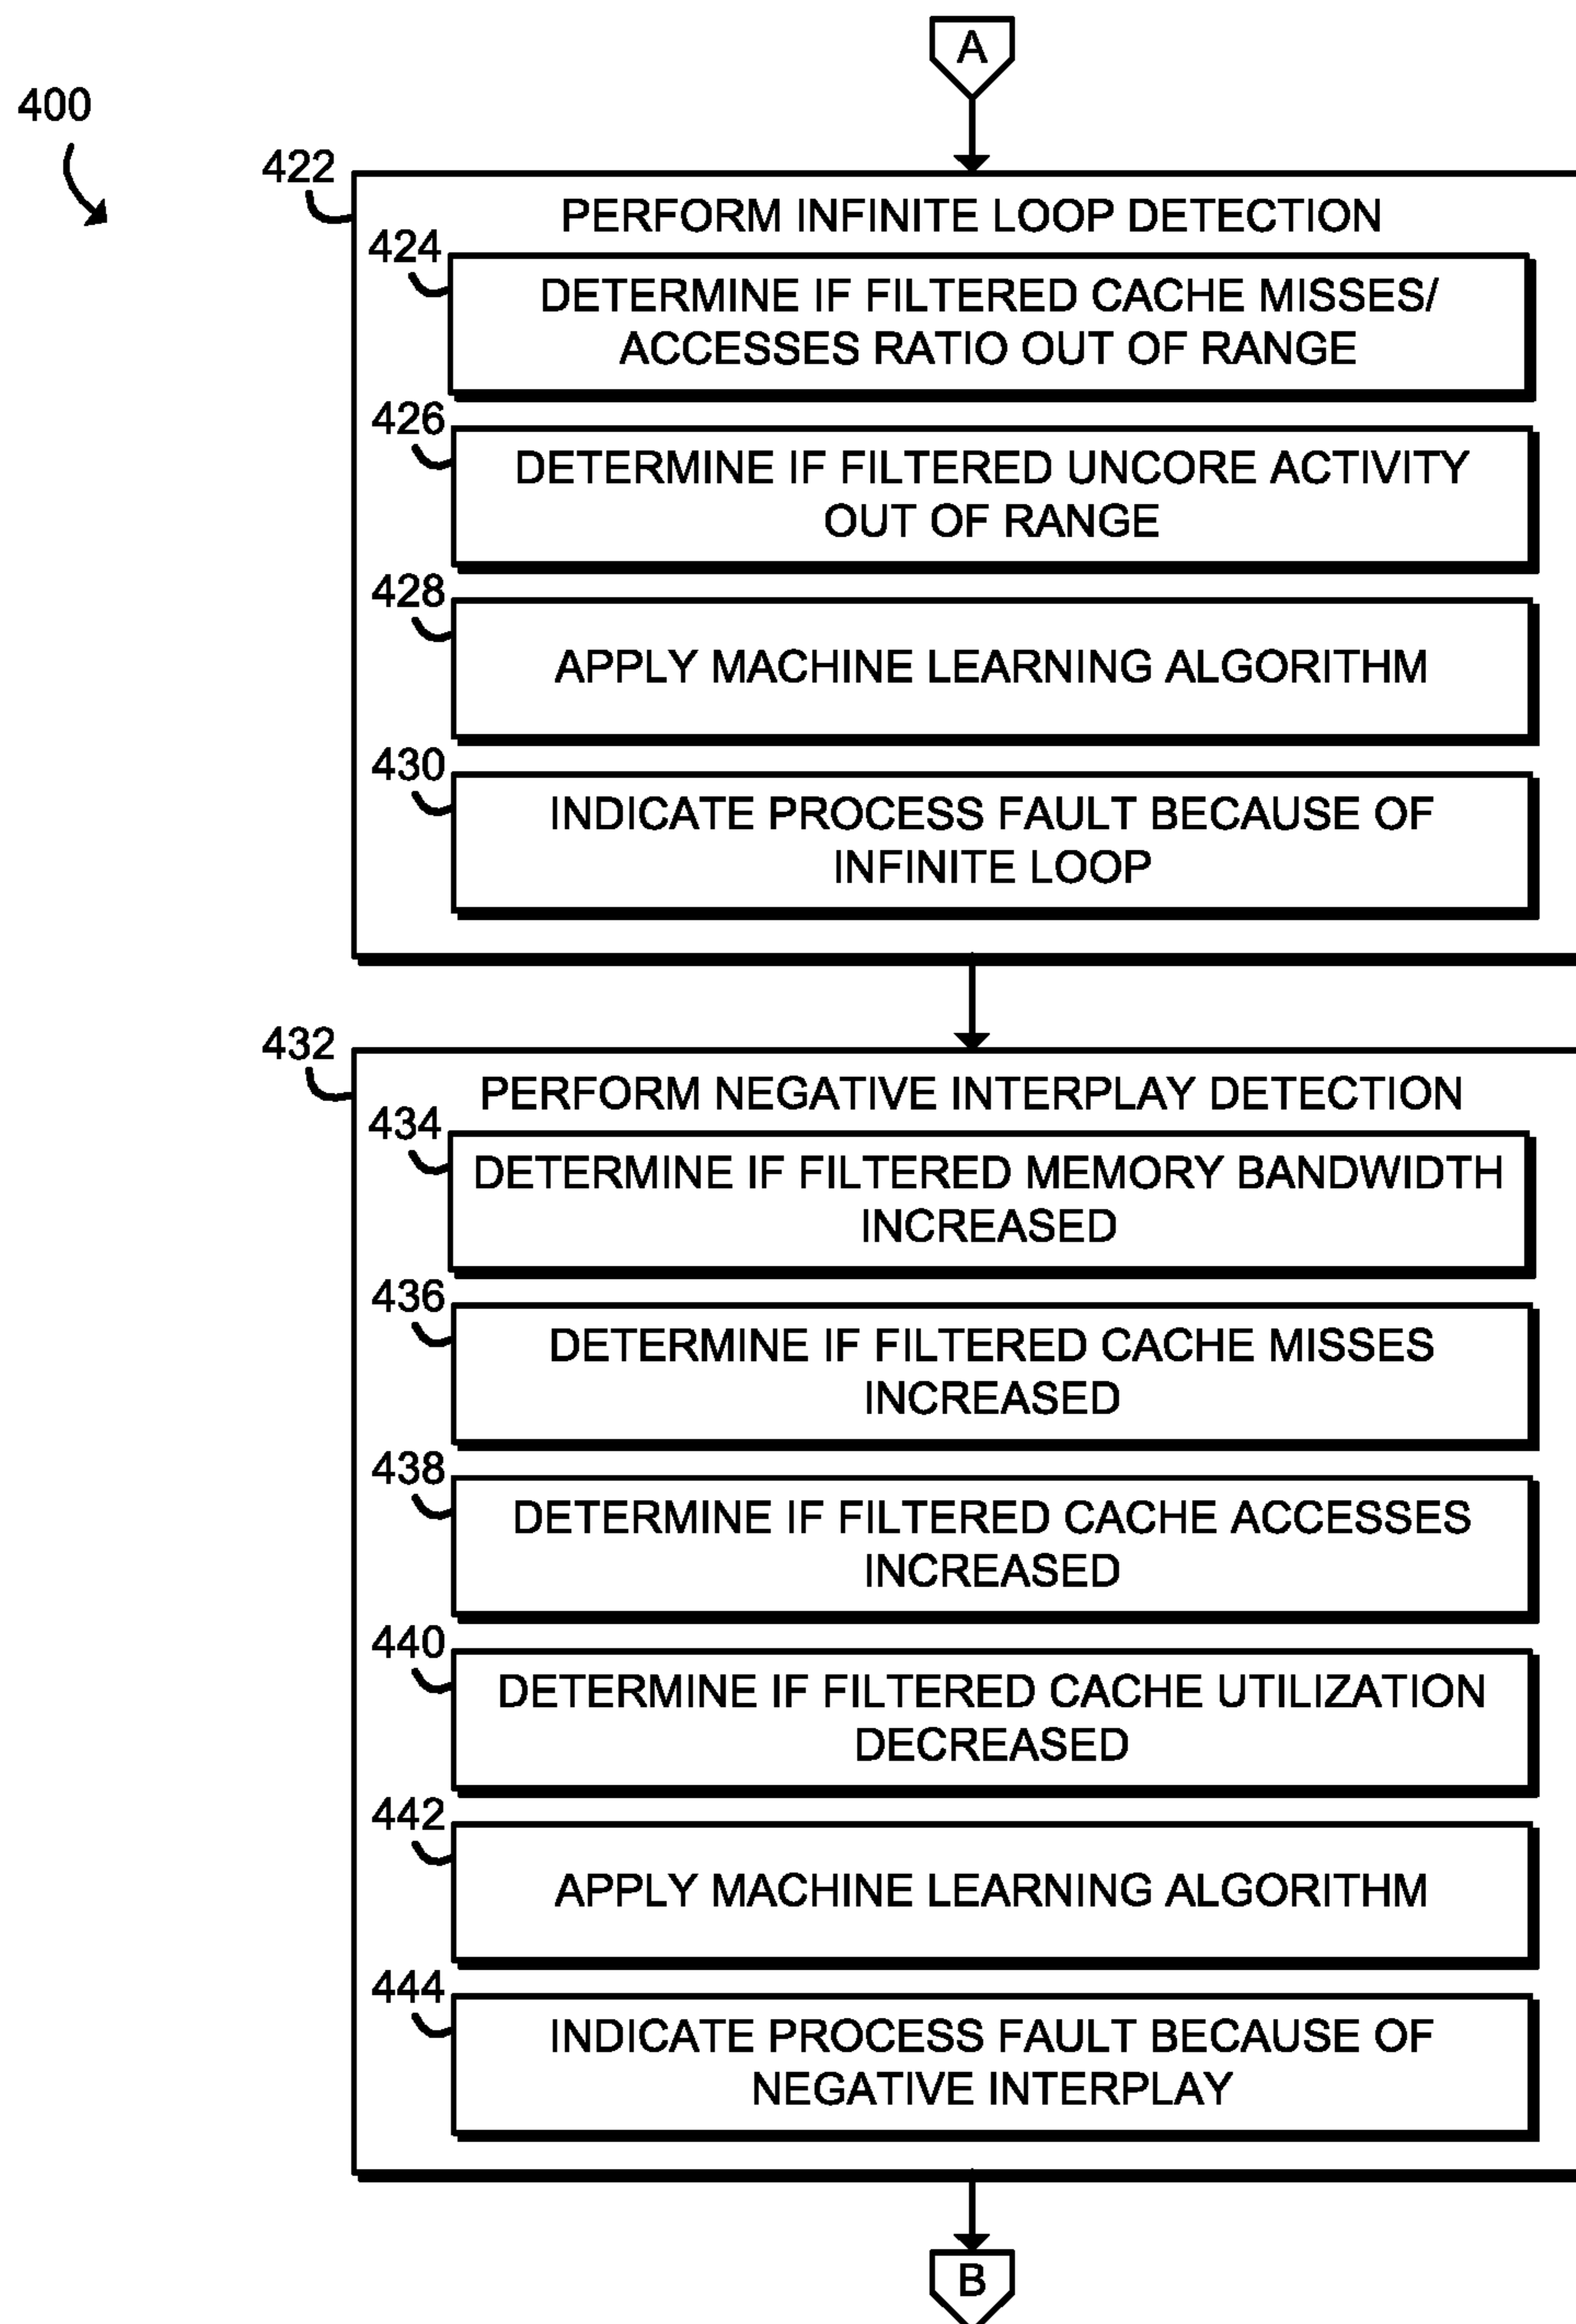 A
400
422
PERFORM INFINITE LOOP DETECTION
424
DETERMINE IF FILTERED CACHE MISSES/
ACCESSES RATIO OUT OF RANGE
426
DETERMINE IF FILTERED UNCORE ACTIVITY
OUT OF RANGE
428
APPLY MACHINE LEARNING ALGORITHM
430
INDICATE PROCESS FAULT BECAUSE OF
INFINITE LOOP
432
PERFORM NEGATIVE INTERPLAY DETECTION
434
DETERMINE IF FILTERED MEMORY BANDWIDTH
INCREASED
436
DETERMINE IF FILTERED CACHE MISSES
INCREASED
438
DETERMINE IF FILTERED CACHE ACCESSES
INCREASED
440
DETERMINE IF FILTERED CACHE UTILIZATION
DECREASED
442
APPLY MACHINE LEARNING ALGORITHM
444
INDICATE PROCESS FAULT BECAUSE OF
NEGATIVE INTERPLAY
B